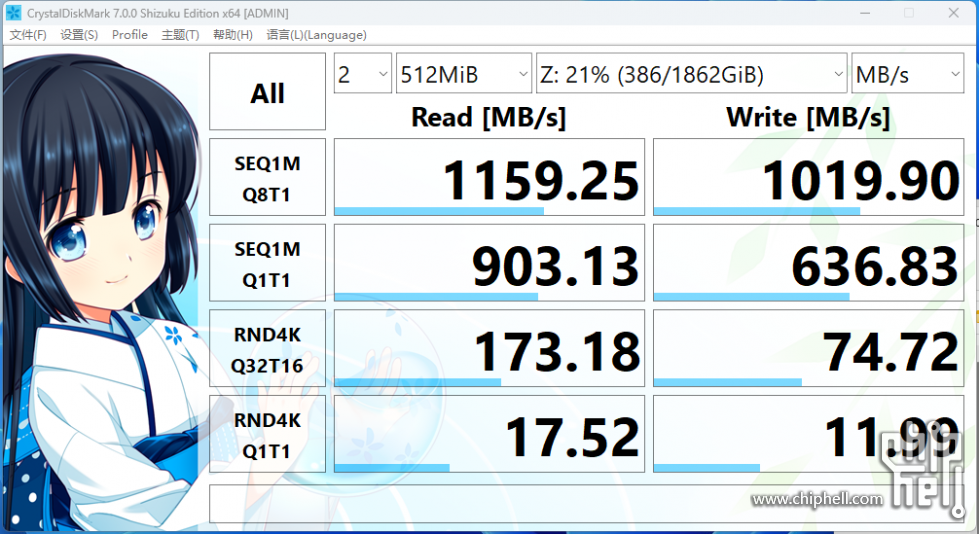 CrystalDiskMark 7.0.0 Shizuku Edition x64 [ADMIN]
文件(F) 设置(S) Profile 主题(T) 帮助(H) 语言(L)(Language)
All 2 512MiB Z: 21% (386/1862GiB) MB/s
Read [MB/s] Write [MB/s]
SEQ1M
Q8T1
1159.25 1019.90
SEQ1M
Q1T1
903.13 636.83
RND4K
Q32T16
173.18 74.72
RND4K
Q1T1
17.52 11.99
www.chiphell.com
chip
hell